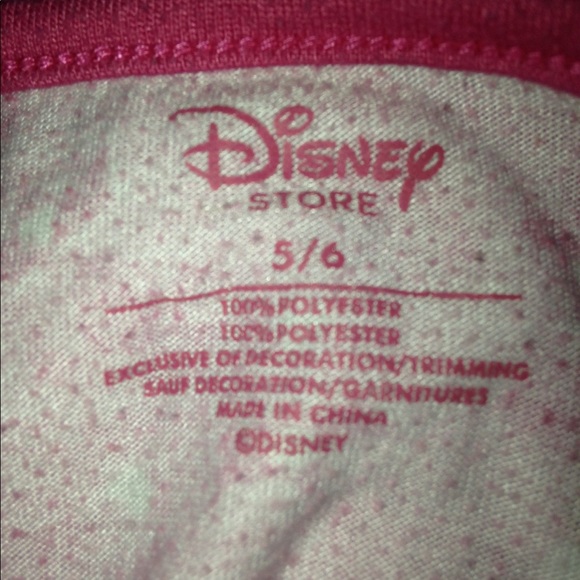 Disney
STORE
5/6
100% POLYESTER
100% POLYESTER
EXCLUSIVE OF DECORATION/TRIMMING
SAUF DECORATION/GARNITURES
MADE IN CHINA
©DISNEY